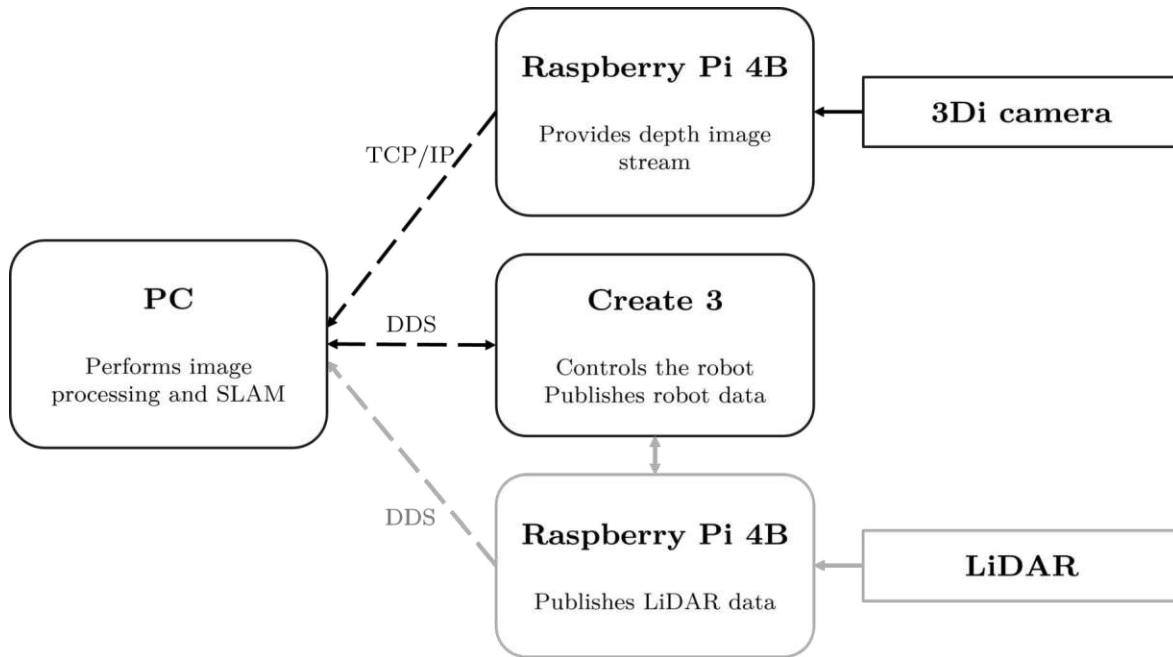 Raspberry Pi 4B
Provides depth image
stream
3Di camera
TCP/IP
PC
Performs image
processing and SLAM
DDS
Create 3
Controls the robot
Publishes robot data
DDS
Raspberry Pi 4B
Publishes LiDAR data
LiDAR